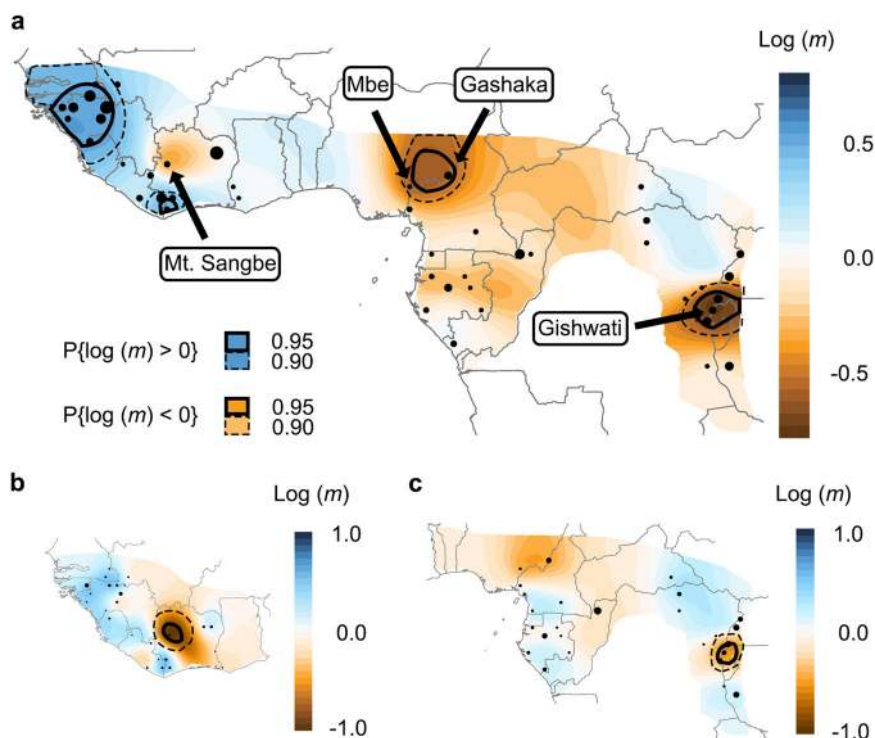 a
Log (m)
Mbe
Gashaka
0.5
Mt. Sangbe
0.0
Gishwati
P{log (m) > 0}
0.95
0.90
-0.5
P{log (m) < 0}
0.95
0.90
b
Log (m)
1.0
0.0
-1.0
c
Log (m)
1.0
0.0
-1.0